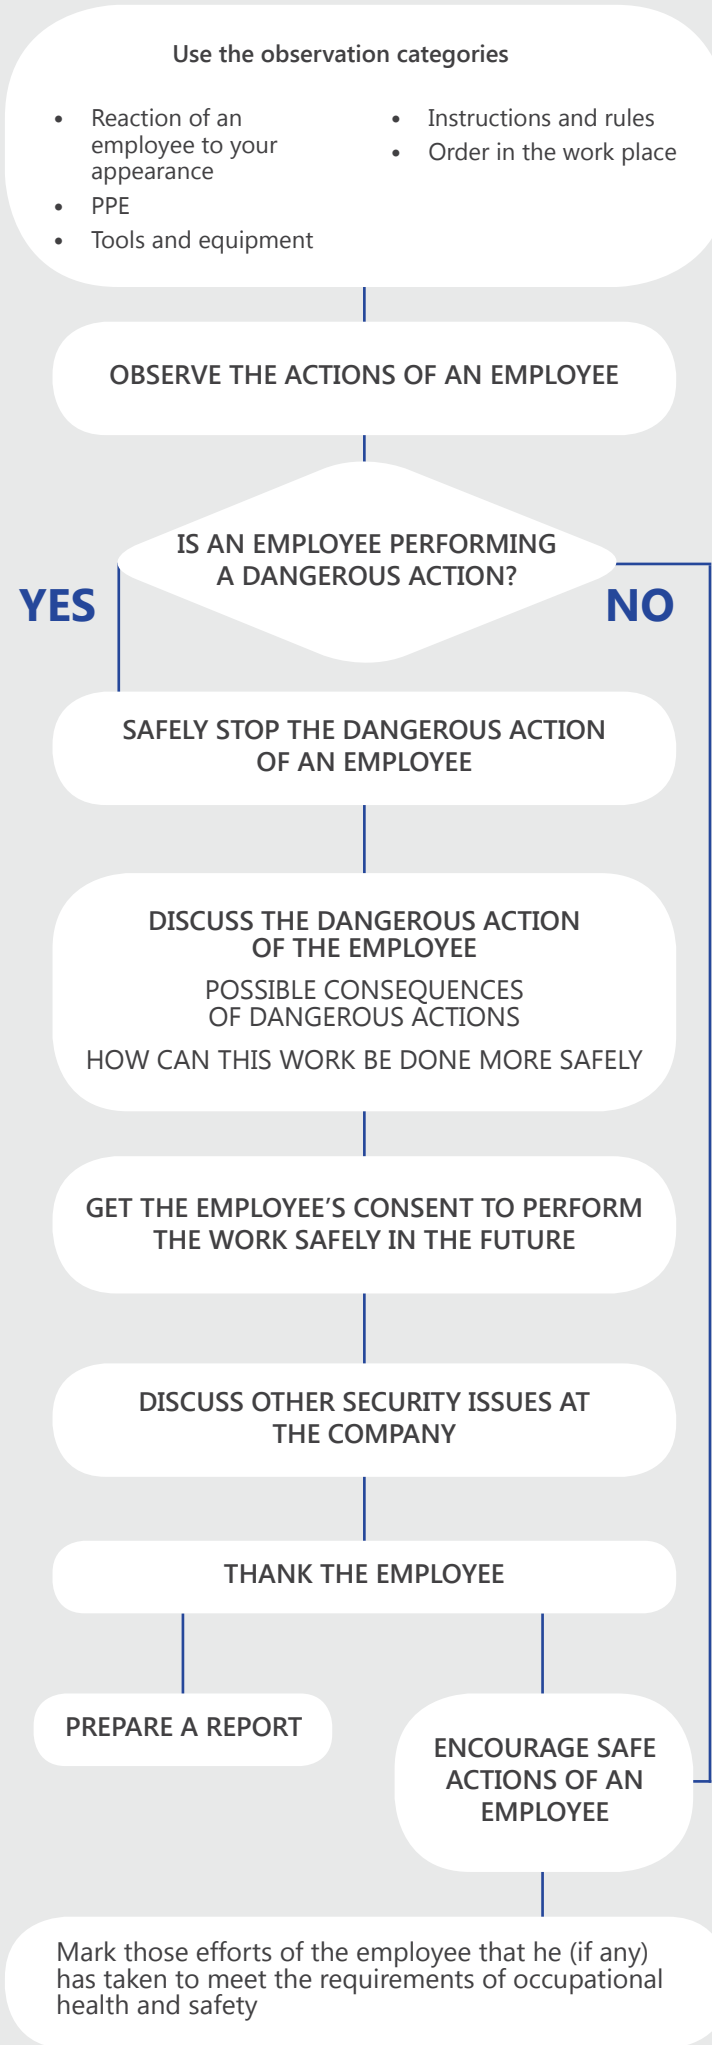 Use the observation categories
• Reaction of an
employee to your
appearance
• PPE
• Tools and equipment
• Instructions and rules
• Order in the work place
OBSERVE THE ACTIONS OF AN EMPLOYEE
IS AN EMPLOYEE PERFORMING
A DANGEROUS ACTION?
YES
NO
SAFELY STOP THE DANGEROUS ACTION
OF AN EMPLOYEE
DISCUSS THE DANGEROUS ACTION
OF THE EMPLOYEE
POSSIBLE CONSEQUENCES
OF DANGEROUS ACTIONS
HOW CAN THIS WORK BE DONE MORE SAFELY
GET THE EMPLOYEE’S CONSENT TO PERFORM
THE WORK SAFELY IN THE FUTURE
DISCUSS OTHER SECURITY ISSUES AT
THE COMPANY
THANK THE EMPLOYEE
PREPARE A REPORT
ENCOURAGE SAFE
ACTIONS OF AN
EMPLOYEE
Mark those efforts of the employee that he (if any)
has taken to meet the requirements of occupational
health and safety